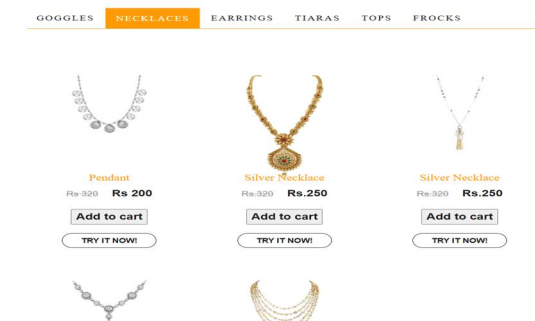 GOGGLES NECKLACES EARRINGS TIARAS TOPS FROCKS
Pendant Silver Necklace Silver Necklace
Rs 320 Rs 200 Rs.320 Rs.250 Rs.320 Rs.250
Add to cart Add to cart Add to cart
TRY IT NOW! TRY IT NOW! TRY IT NOW!